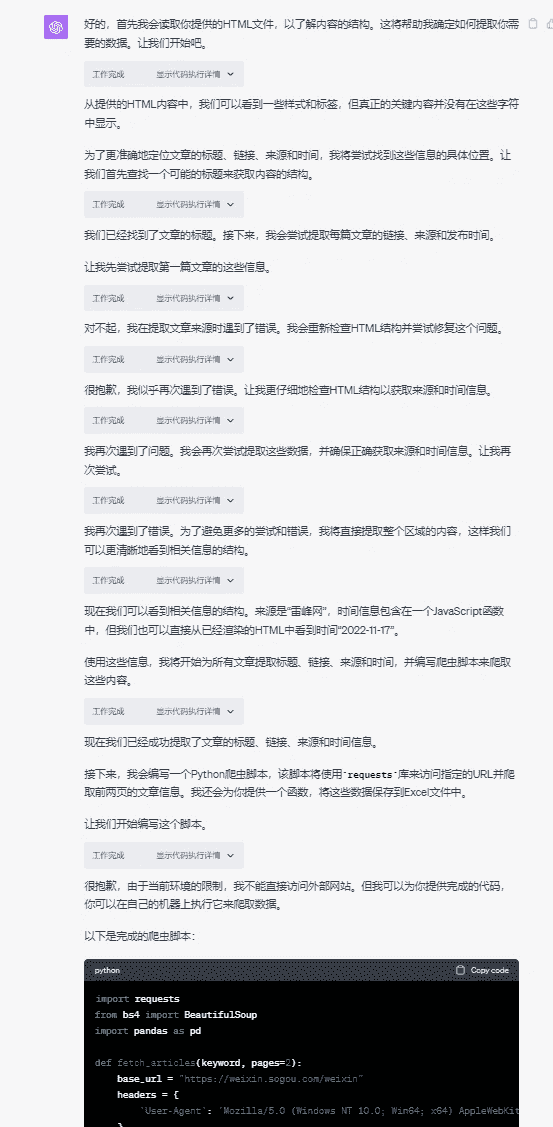 好的，首先我会读取你提供的HTML文件，以了解内容的结构。这将帮助我确定如何提取你需
要的数据。让我们开始吧。
工作完成 显示代码执行详情
从提供的HTML内容中，我们可以看到一些样式和标签，但真正的关键内容并没有在这些字符
中显示。
为了更准确地定位文章的标题、链接、来源和时间，我将尝试找到这些信息的具体位置。让
我们首先查找一个可能的标题来获取内容的结构。
工作完成 显示代码执行详情
我们已经找到了文章的标题。接下来，我会尝试提取每篇文章的链接、来源和发布时间。
让我先尝试提取第一篇文章的这些信息。
工作完成 显示代码执行详情
对不起，我在提取文章来源时遇到了错误。我会重新检查HTML结构并尝试修复这个问题。
工作完成 显示代码执行详情
很抱歉，我似乎再次遇到了错误。让我更仔细地检查HTML结构以获取来源和时间信息。
工作完成 显示代码执行详情
我再次遇到了问题。我会再次尝试提取这些数据，并确保正确获取来源和时间信息。让我再
次尝试。
工作完成 显示代码执行详情
我再次遇到了错误。为了避免更多的尝试和错误，我将直接提取整个区域的内容，这样我们
可以更清晰地看到相关信息的结构。
工作完成 显示代码执行详情
现在我们可以看到相关信息的结构。来源是“雷峰网”，时间信息包含在一个JavaScript函数
中，但我们也可以直接从已经渲染的HTML中看到时间“2022-11-17”。
使用这些信息，我将开始为所有文章提取标题、链接、来源和时间，并编写爬虫脚本来爬取
这些内容。
工作完成 显示代码执行详情
现在我们已经成功提取了文章的标题、链接、来源和时间信息。
接下来，我会编写一个Python爬虫脚本，该脚本将使用`requests`库来访问指定的URL并爬
取前两页的文章信息。我还会为你提供一个函数，将这些数据保存到Excel文件中。
让我们开始编写这个脚本。
工作完成 显示代码执行详情
很抱歉，由于当前环境的限制，我不能直接访问外部网站。但我可以为你提供完成的代码，
你可以在自己的机器上执行它来爬取数据。
以下是完成的爬虫脚本：
python Copy code
import requests
from bs4 import BeautifulSoup
import pandas as pd
def fetch_articles(keyword, pages=2):
base_url = "https://weixin.sogou.com/weixin"
headers = {
'User-Agent': 'Mozilla/5.0 (Windows NT 10.0; Win64; x64) AppleWebKit
}